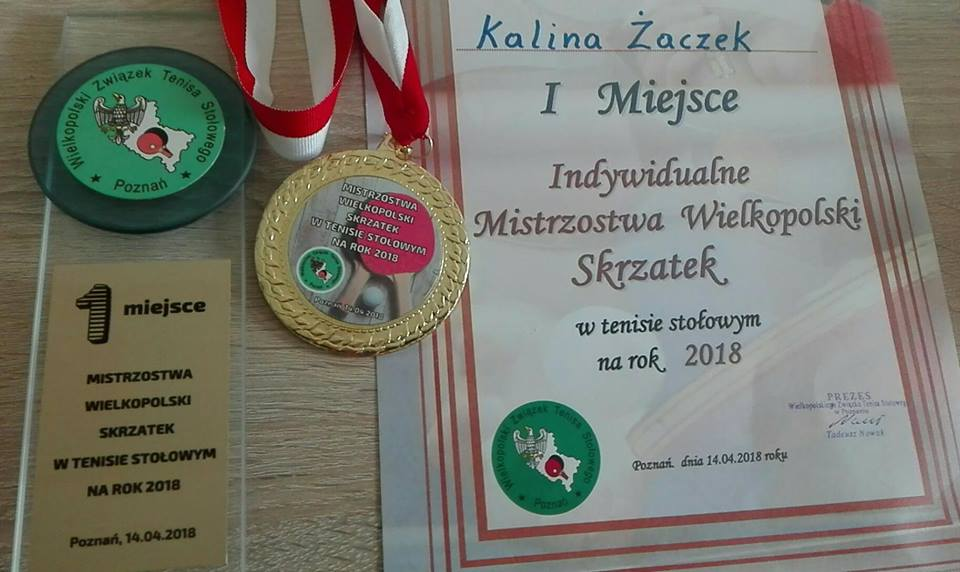 Wielkopolski Związek Tenisa Stołowego
Poznań
1 miejsce
MISTRZOSTWA
WIELKOPOLSKI
SKRZATEK
W TENISIE STOŁOWYM
NA ROK 2018
Poznań, 14.04.2018
MISTRZOSTWA
WIELKOPOLSKI
SKRZATEK
W TENISIE STOŁOWYM
NA ROK 2018
Poznań 14.04.2018
Kalina Żaczek
I Miejsce
Indywidualne
Mistrzostwa Wielkopolski
Skrzatek
w tenisie stołowym
na rok 2018
PREZES
Wielkopolskiego Związku Tenisa Stołowego
w Poznaniu
Tadeusz Nowak
Wielkopolski Związek Tenisa Stołowego
Poznań
Poznań, dnia 14.04.2018 roku